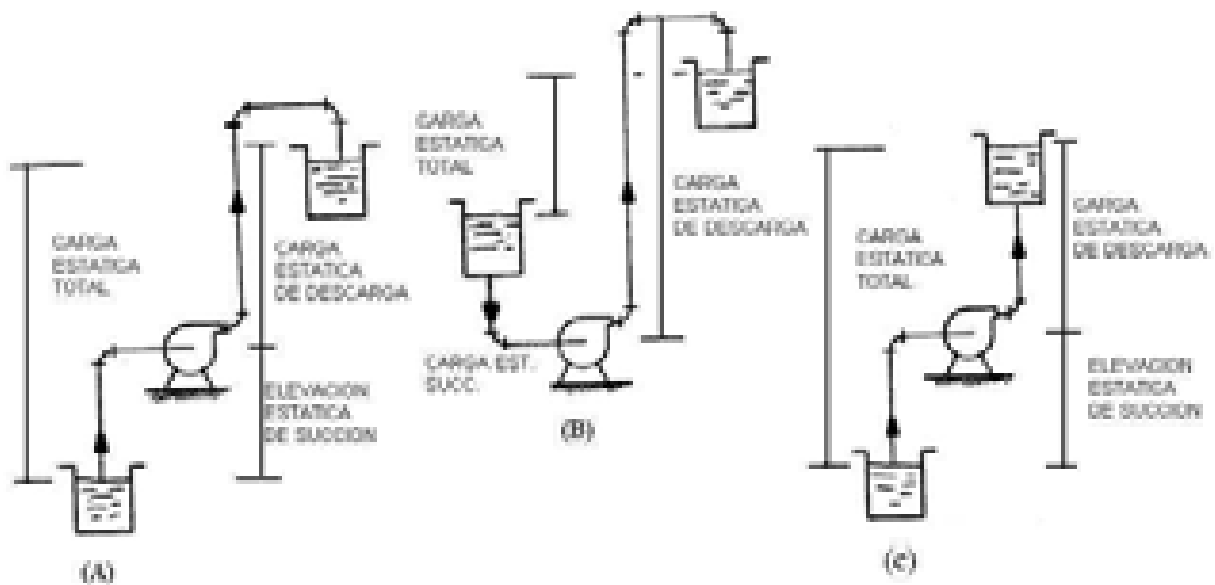 CARGA
ESTATICA
TOTAL
CARGA
ESTATICA
DE DESCARGA
ELEVACION
ESTATICA
DE SUCCION
(A)
CARGA
ESTATICA
TOTAL
CARGA
ESTATICA
DE DESCARGA
CARGA EST.
SUCC.
(B)
CARGA
ESTATICA
TOTAL
CARGA
ESTATICA
DE DESCARGA
ELEVACION
ESTATICA
DE SUCCION
(c)